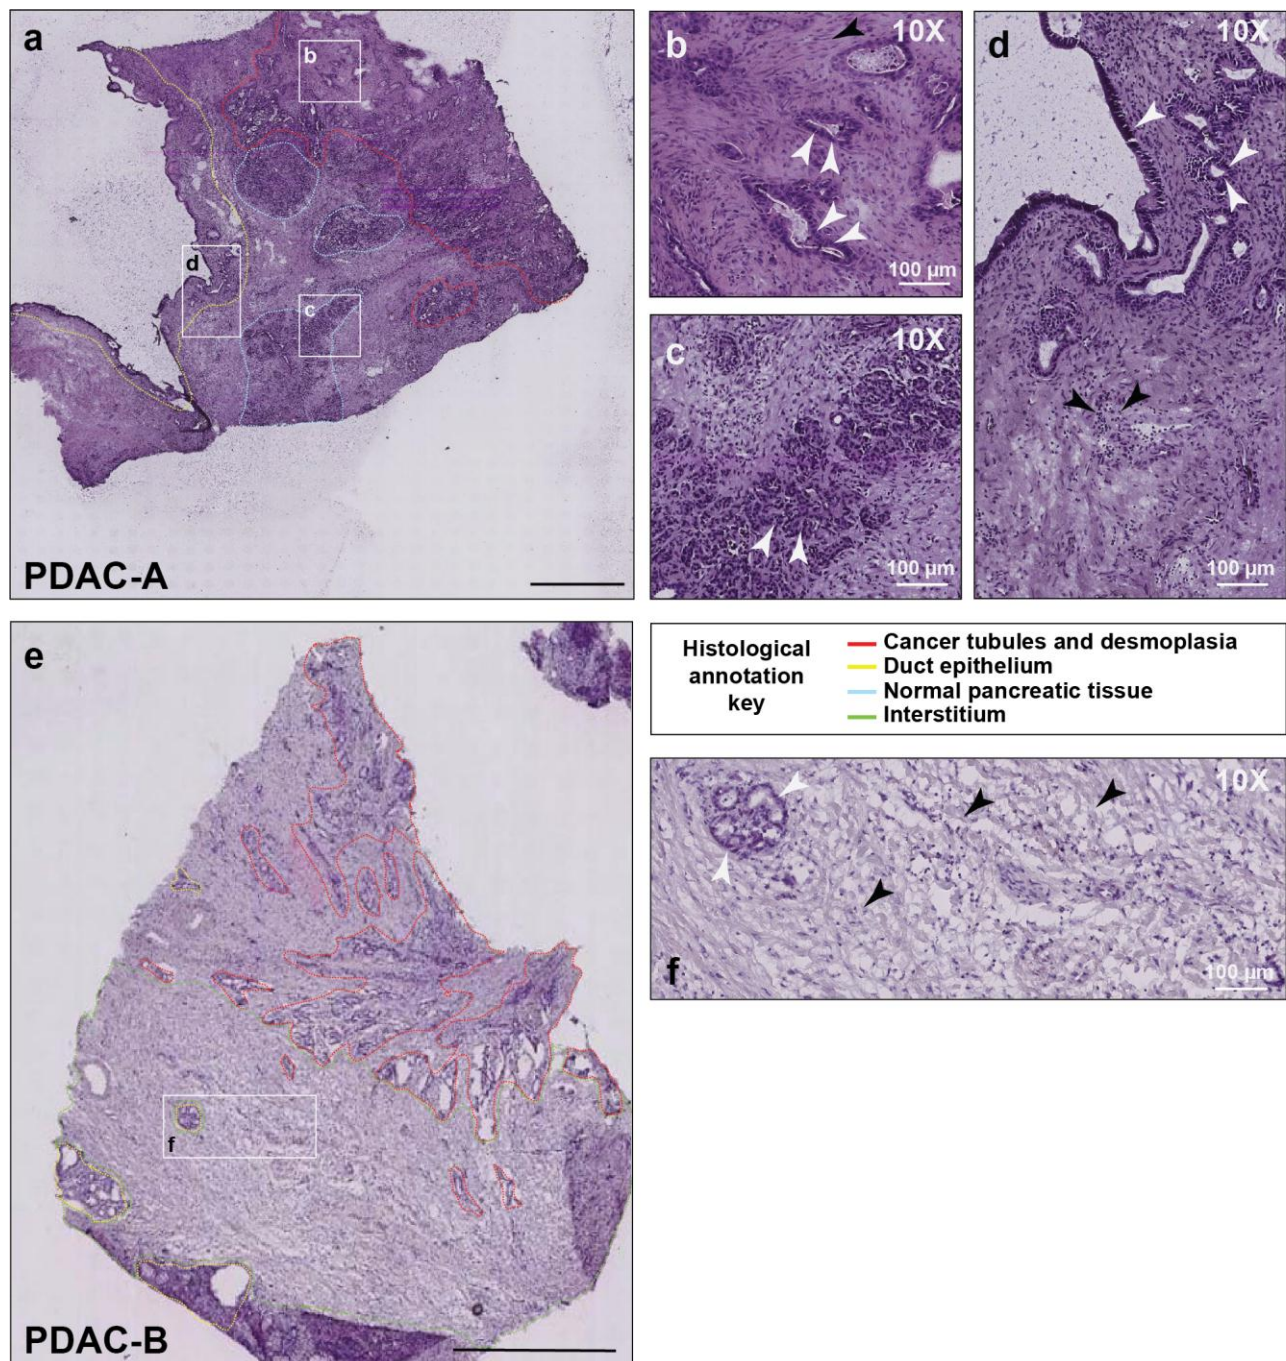 a
b
d
c
PDAC-A
b
10X
100 µm
c
10X
100 µm
d
10X
100 µm
e
f
PDAC-B
Histological
annotation
key
Cancer tubules and desmoplasia
Duct epithelium
Normal pancreatic tissue
Interstitium
10X
f
100 µm